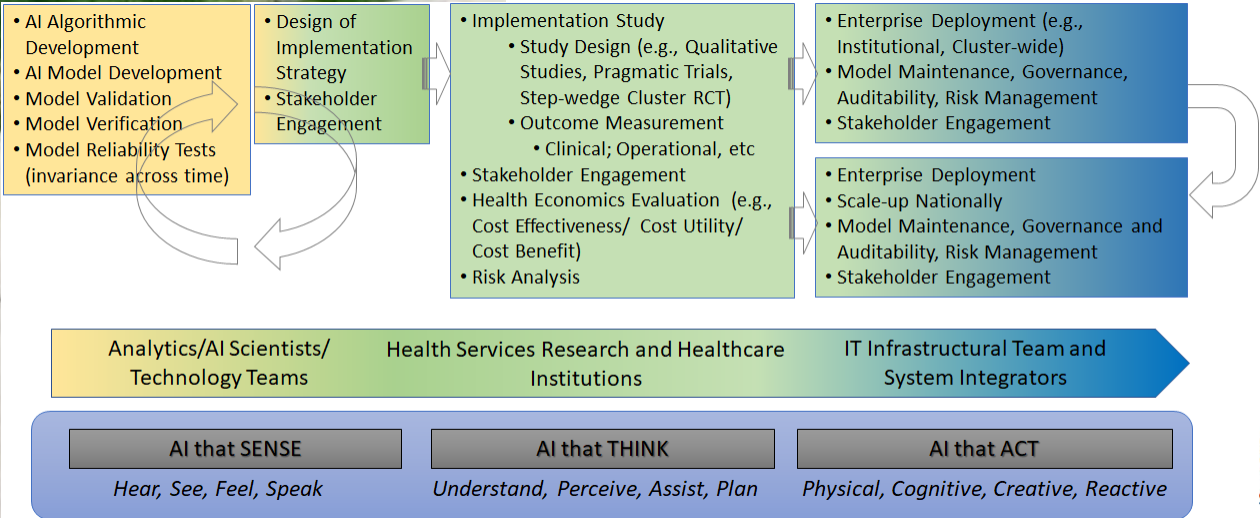 • AI Algorithmic
Development
• AI Model Development
• Model Validation
• Model Verification
• Model Reliability Tests
(invariance across time)
• Design of
Implementation
Strategy
• Stakeholder
Engagement
• Implementation Study
• Study Design (e.g., Qualitative
Studies, Pragmatic Trials,
Step-wedge Cluster RCT)
• Outcome Measurement
• Clinical; Operational, etc
• Stakeholder Engagement
• Health Economics Evaluation (e.g.,
Cost Effectiveness/ Cost Utility/
Cost Benefit)
• Risk Analysis
• Enterprise Deployment (e.g.,
Institutional, Cluster-wide)
• Model Maintenance, Governance,
Auditability, Risk Management
• Stakeholder Engagement
• Enterprise Deployment
• Scale-up Nationally
• Model Maintenance, Governance and
Auditability, Risk Management
• Stakeholder Engagement
Analytics/AI Scientists/
Technology Teams
Health Services Research and Healthcare
Institutions
IT Infrastructural Team and
System Integrators
AI that SENSE
Hear, See, Feel, Speak
AI that THINK
Understand, Perceive, Assist, Plan
AI that ACT
Physical, Cognitive, Creative, Reactive